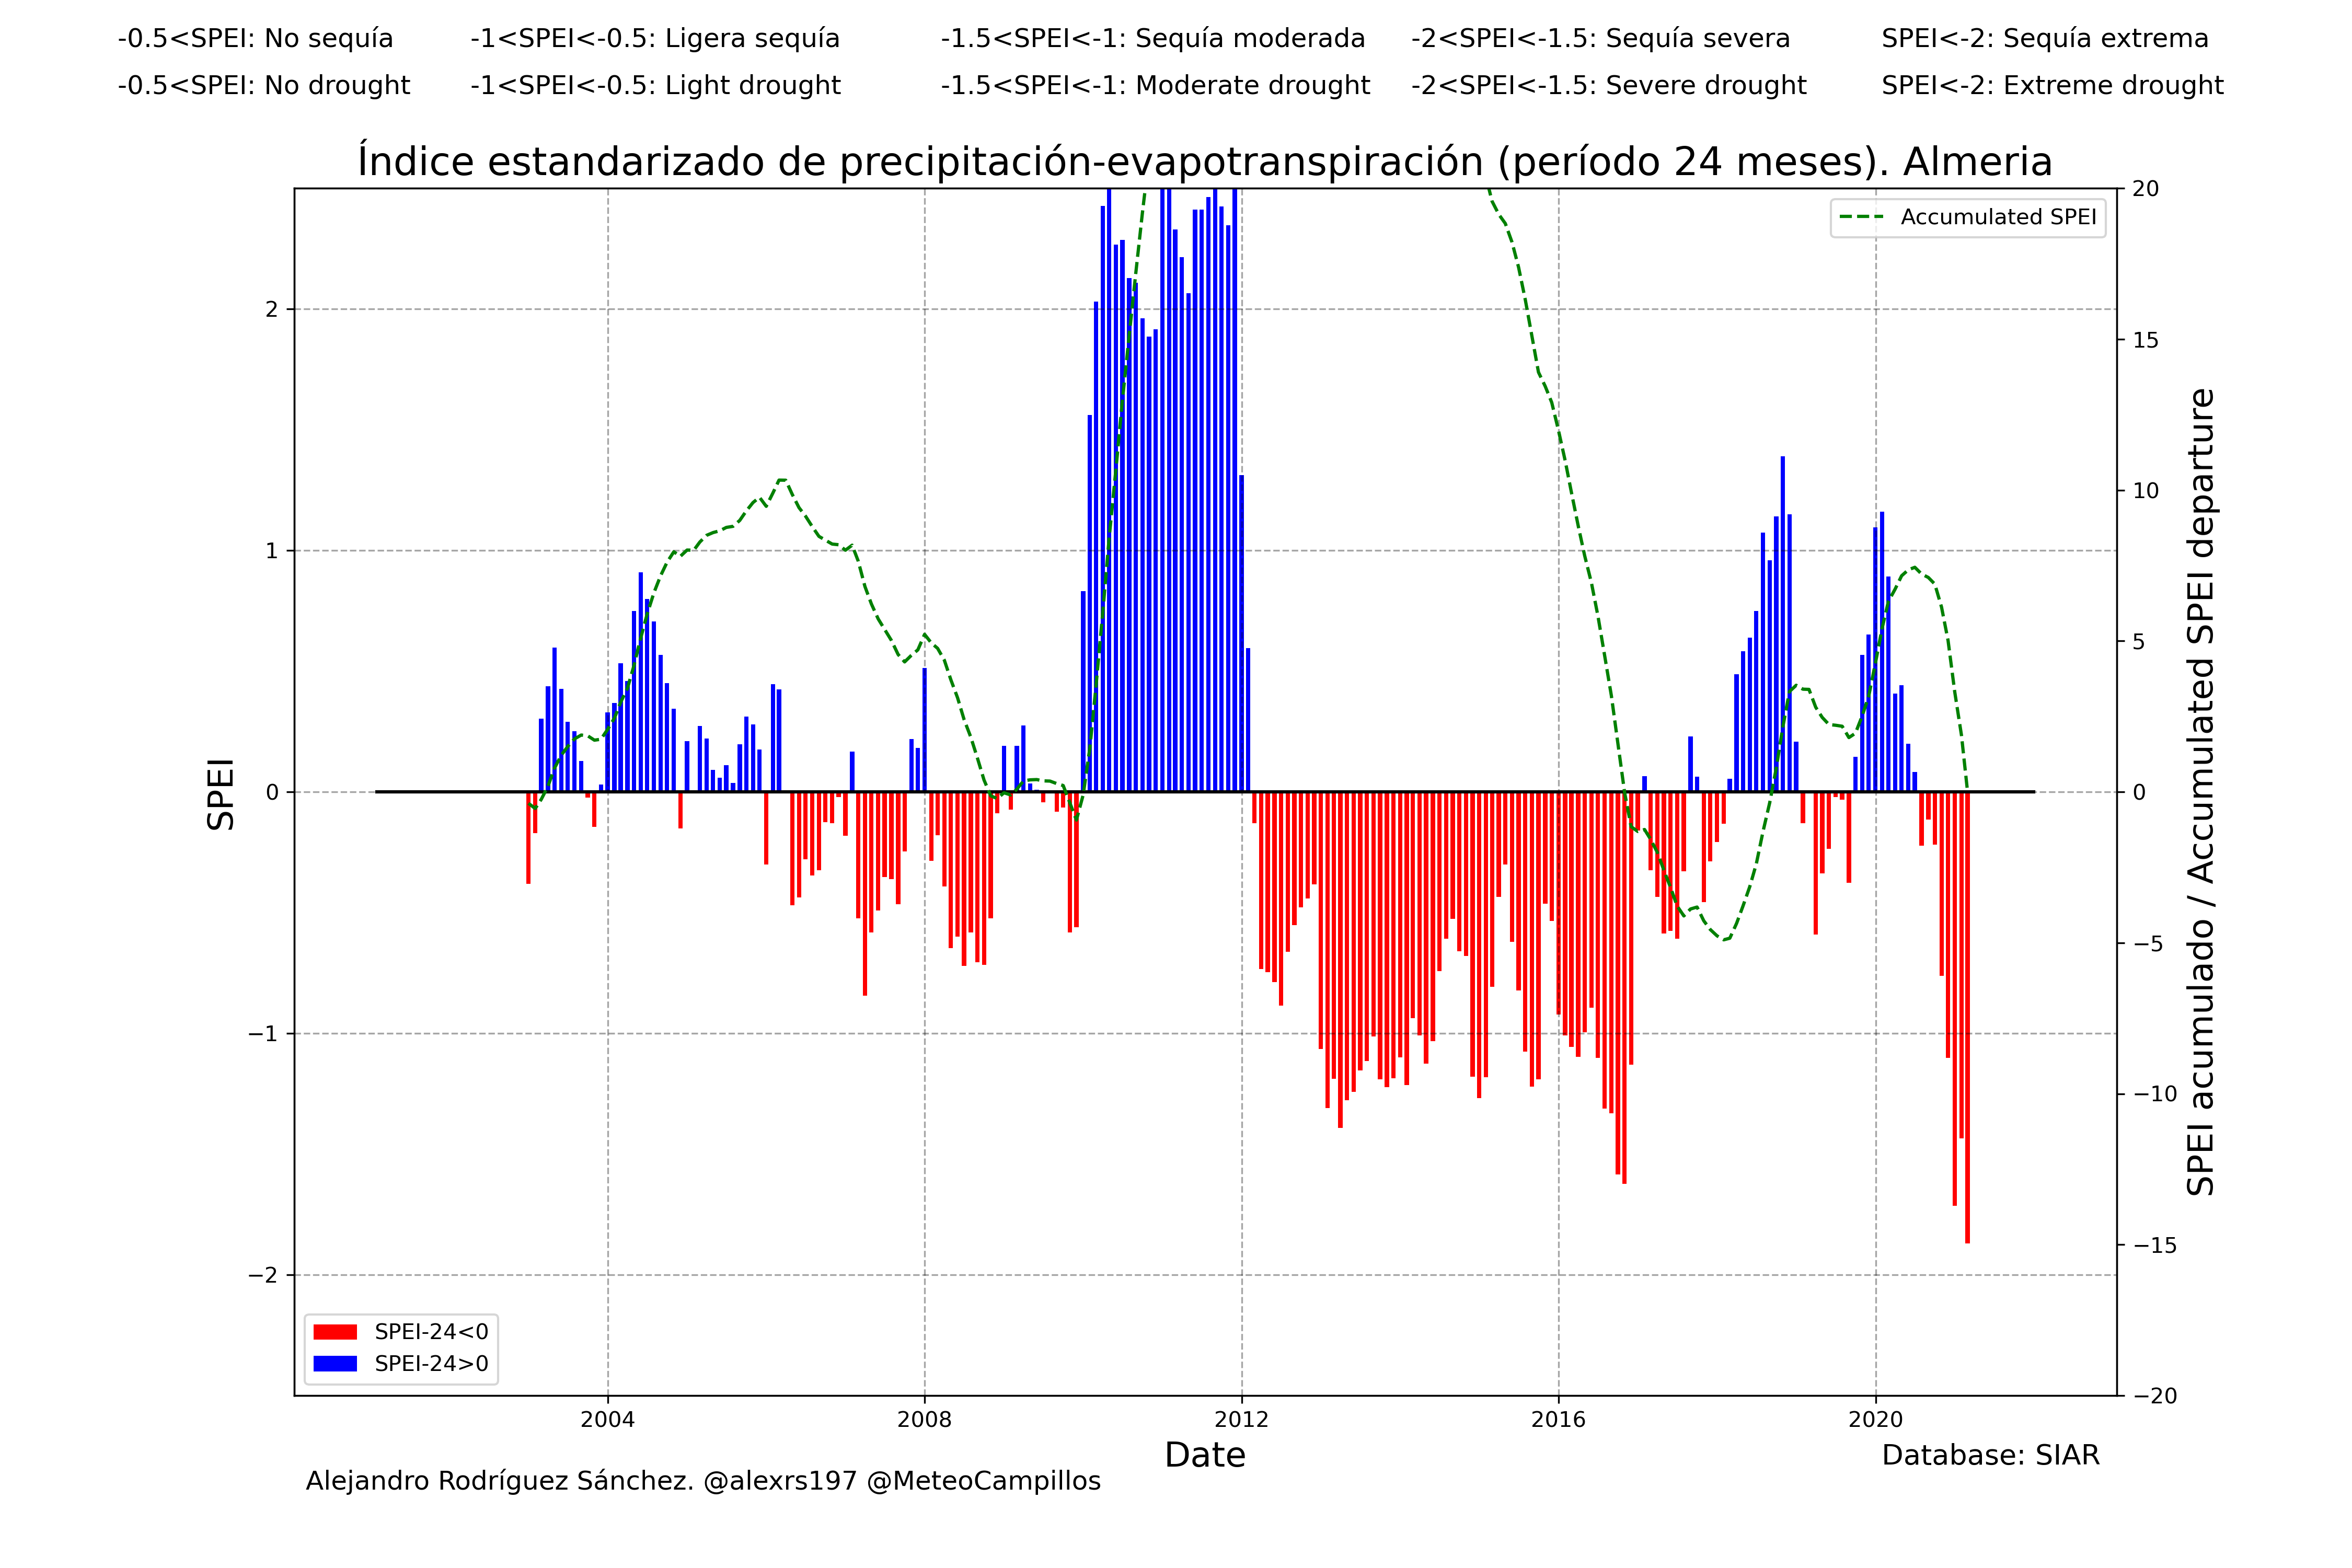 -0.5<SPEI: No sequía -1<SPEI<-0.5: Ligera sequía -1.5<SPEI<-1: Sequía moderada -2<SPEI<-1.5: Sequía severa SPEI<-2: Sequía extrema
-0.5<SPEI: No drought -1<SPEI<-0.5: Light drought -1.5<SPEI<-1: Moderate drought -2<SPEI<-1.5: Severe drought SPEI<-2: Extreme drought
Índice estandarizado de precipitación-evapotranspiración (período 24 meses). Almeria
Accumulated SPEI
2
1
0
−1
−2
SPEI
20
15
10
5
0
−5
−10
−15
−20
SPEI acumulado / Accumulated SPEI departure
SPEI-24<0
SPEI-24>0
2004 2008 2012 2016 2020
Date
Database: SIAR
Alejandro Rodríguez Sánchez. @alexrs197 @MeteoCampillos